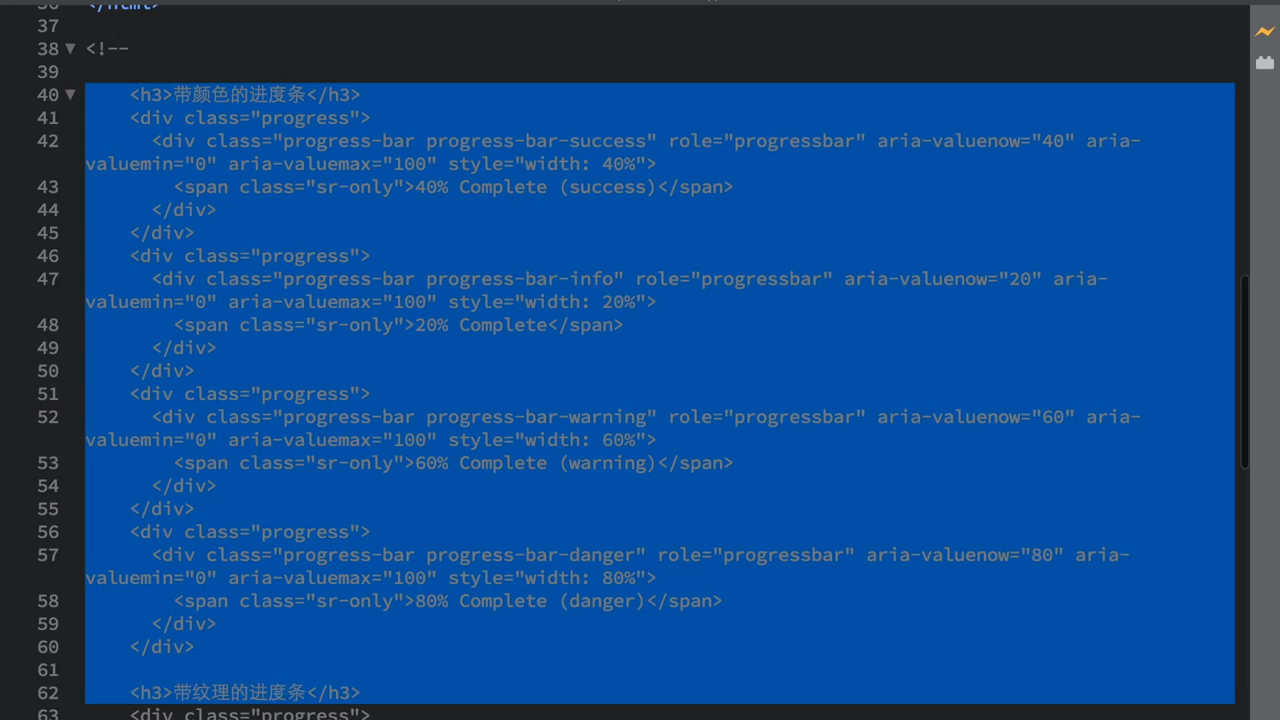 36 </html>
37
38 ▼ <!--
39
40 ▼ <h3>带颜色的进度条</h3>
41 <div class="progress">
42 <div class="progress-bar progress-bar-success" role="progressbar" aria-valuenow="40" aria-
valuemin="0" aria-valuemax="100" style="width: 40%">
43 <span class="sr-only">40% Complete (success)</span>
44 </div>
45 </div>
46 <div class="progress">
47 <div class="progress-bar progress-bar-info" role="progressbar" aria-valuenow="20" aria-
valuemin="0" aria-valuemax="100" style="width: 20%">
48 <span class="sr-only">20% Complete</span>
49 </div>
50 </div>
51 <div class="progress">
52 <div class="progress-bar progress-bar-warning" role="progressbar" aria-valuenow="60" aria-
valuemin="0" aria-valuemax="100" style="width: 60%">
53 <span class="sr-only">60% Complete (warning)</span>
54 </div>
55 </div>
56 <div class="progress">
57 <div class="progress-bar progress-bar-danger" role="progressbar" aria-valuenow="80" aria-
valuemin="0" aria-valuemax="100" style="width: 80%">
58 <span class="sr-only">80% Complete (danger)</span>
59 </div>
60 </div>
61
62 <h3>带纹理的进度条</h3>
63 <div class="progress">